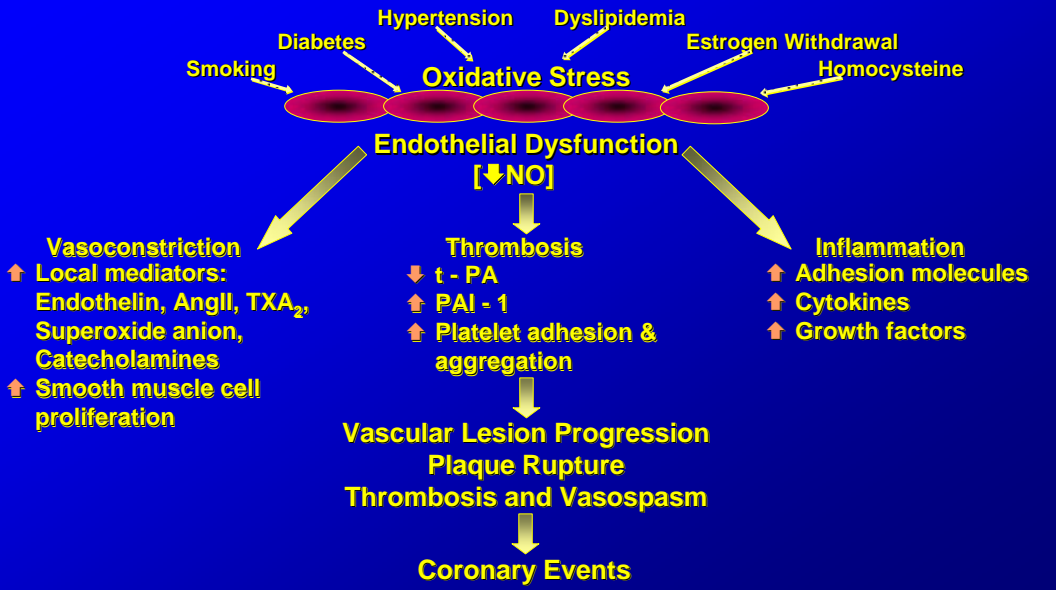 Hypertension
Dyslipidemia
Diabetes
Estrogen Withdrawal
Smoking
Homocysteine
Oxidative Stress
Endothelial Dysfunction
[⬇NO]
Vasoconstriction
⬆ Local mediators:
Endothelin, AngII, TXA₂,
Superoxide anion,
Catecholamines
⬆ Smooth muscle cell
proliferation
Thrombosis
⬇ t - PA
⬆ PAI - 1
⬆ Platelet adhesion &
aggregation
Inflammation
⬆ Adhesion molecules
⬆ Cytokines
⬆ Growth factors
Vascular Lesion Progression
Plaque Rupture
Thrombosis and Vasospasm
Coronary Events